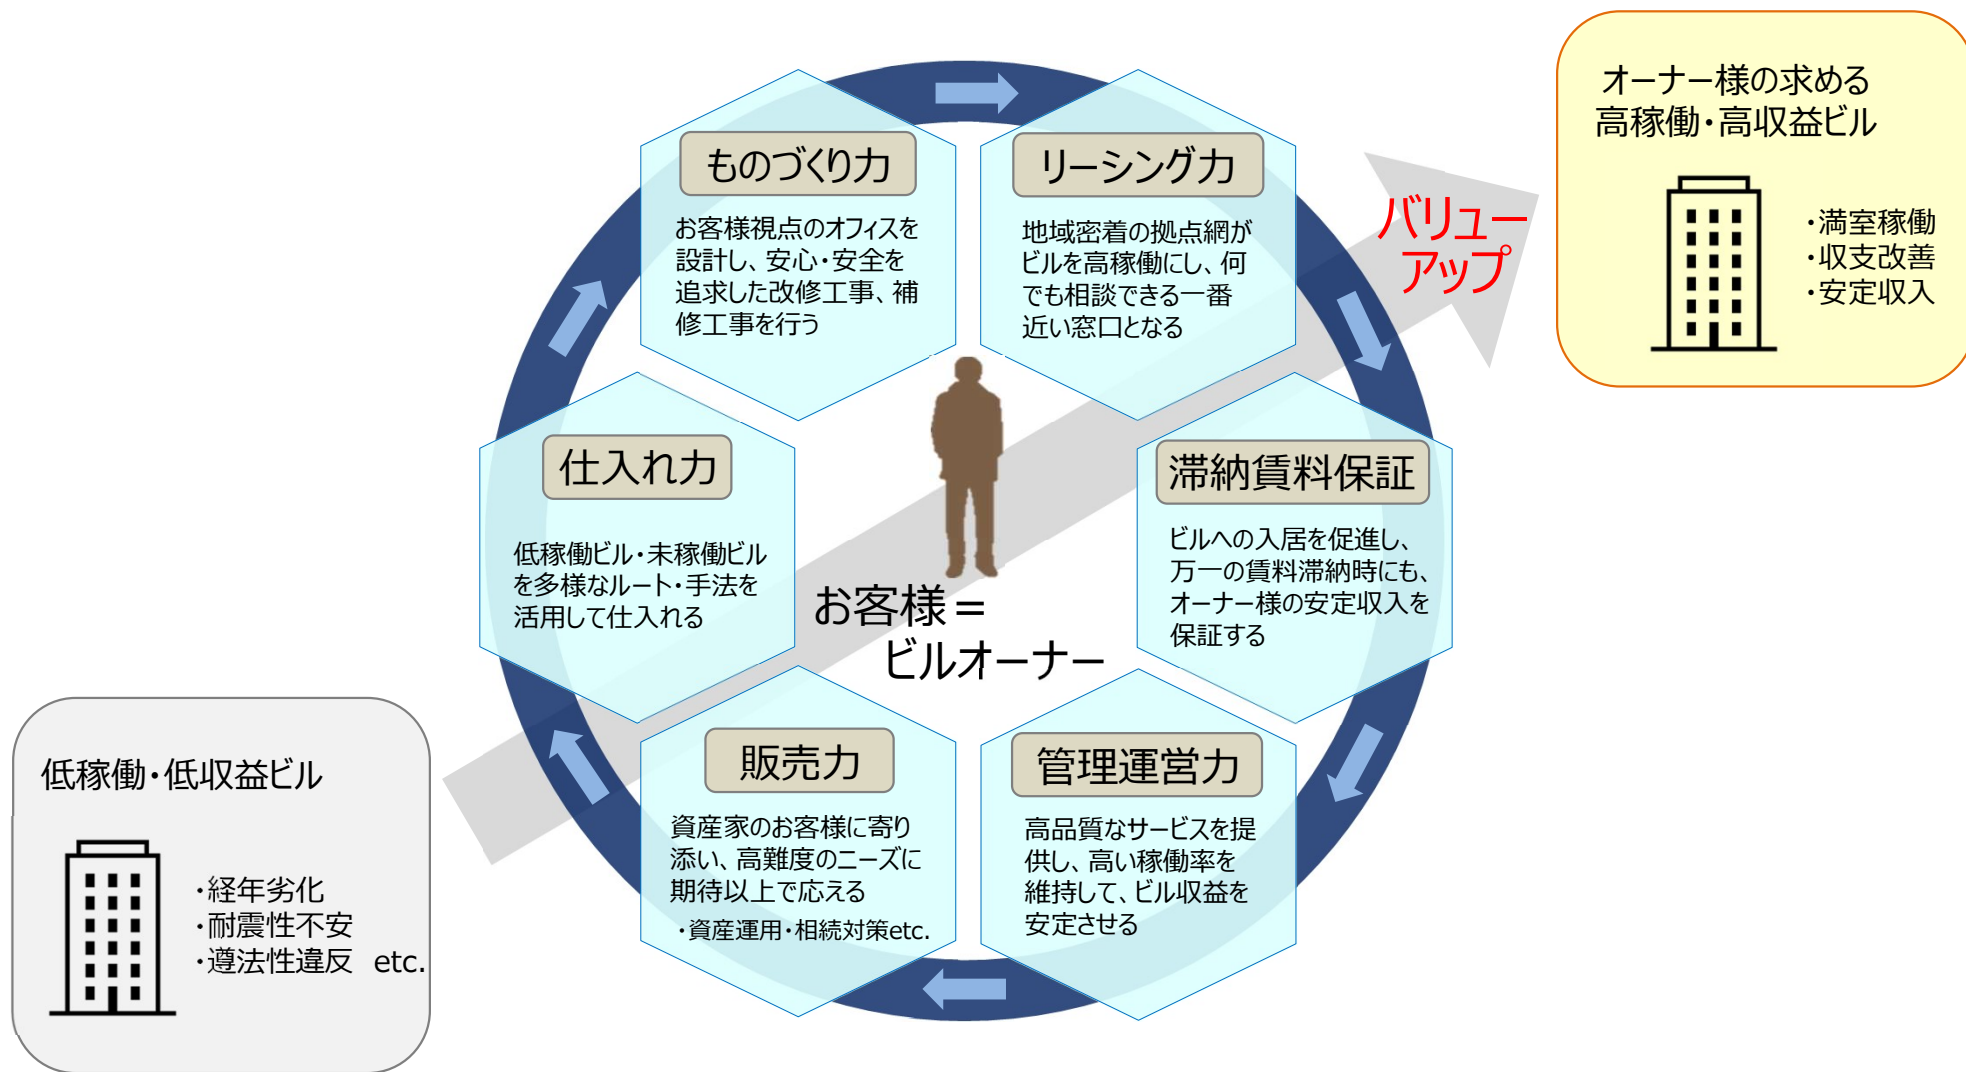 オーナー様の求める
高稼働・高収益ビル
・満室稼働
・収支改善
・安定収入
バリュー
アップ
ものづくり力
お客様視点のオフィスを
設計し、安心・安全を
追求した改修工事、補
修工事を行う
リーシング力
地域密着の拠点網が
ビルを高稼働にし、何
でも相談できる一番
近い窓口となる
仕入れ力
低稼働ビル・未稼働ビル
を多様なルート・手法を
活用して仕入れる
滞納賃料保証
ビルへの入居を促進し、
万一の賃料滞納時にも、
オーナー様の安定収入を
保証する
お客様＝
ビルオーナー
販売力
資産家のお客様に寄り
添い、高難度のニーズに
期待以上で応える
・資産運用・相続対策etc.
管理運営力
高品質なサービスを提
供し、高い稼働率を
維持して、ビル収益を
安定させる
低稼働・低収益ビル
・経年劣化
・耐震性不安
・遵法性違反 etc.